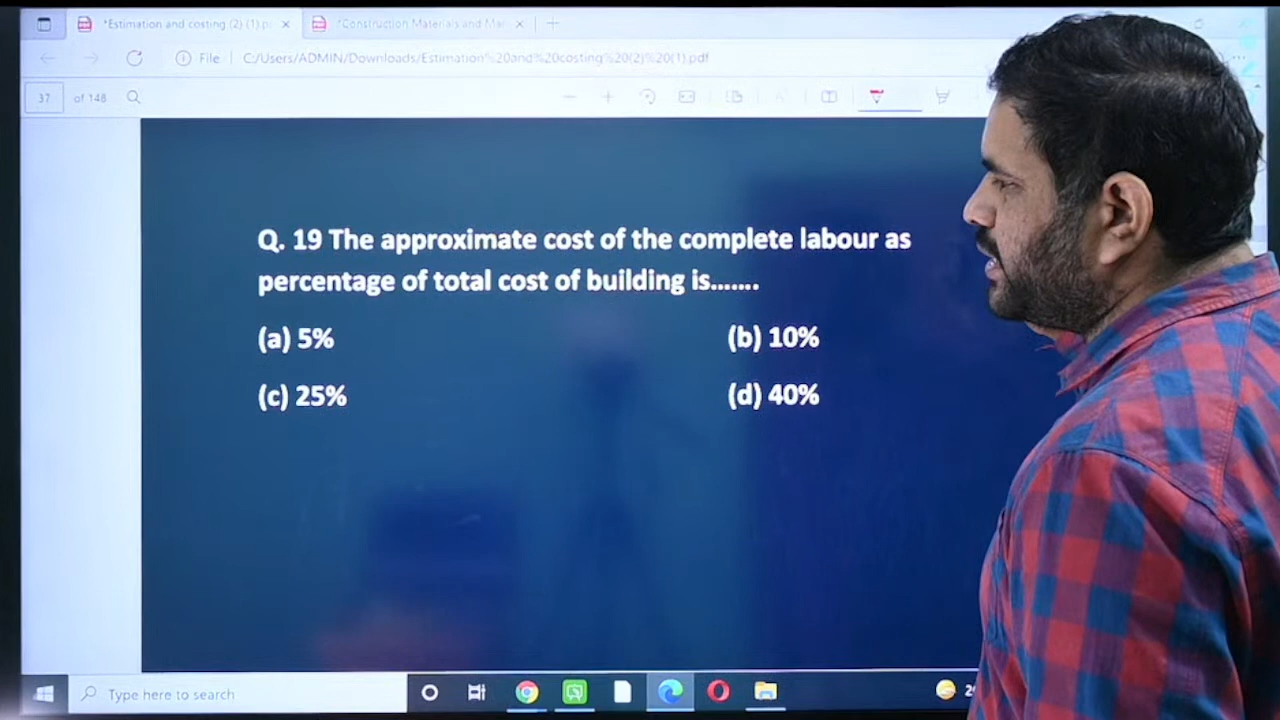 *Estimation and costing (2) (1).p
*Construction Materials and Mar
File
C:/Users/ADMIN/Downloads/Estimation%20and%20costing%20(2)%20(1).pdf
37 of 148
Q. 19 The approximate cost of the complete labour as
percentage of total cost of building is.......
(a) 5%
(b) 10%
(c) 25%
(d) 40%
Type here to search